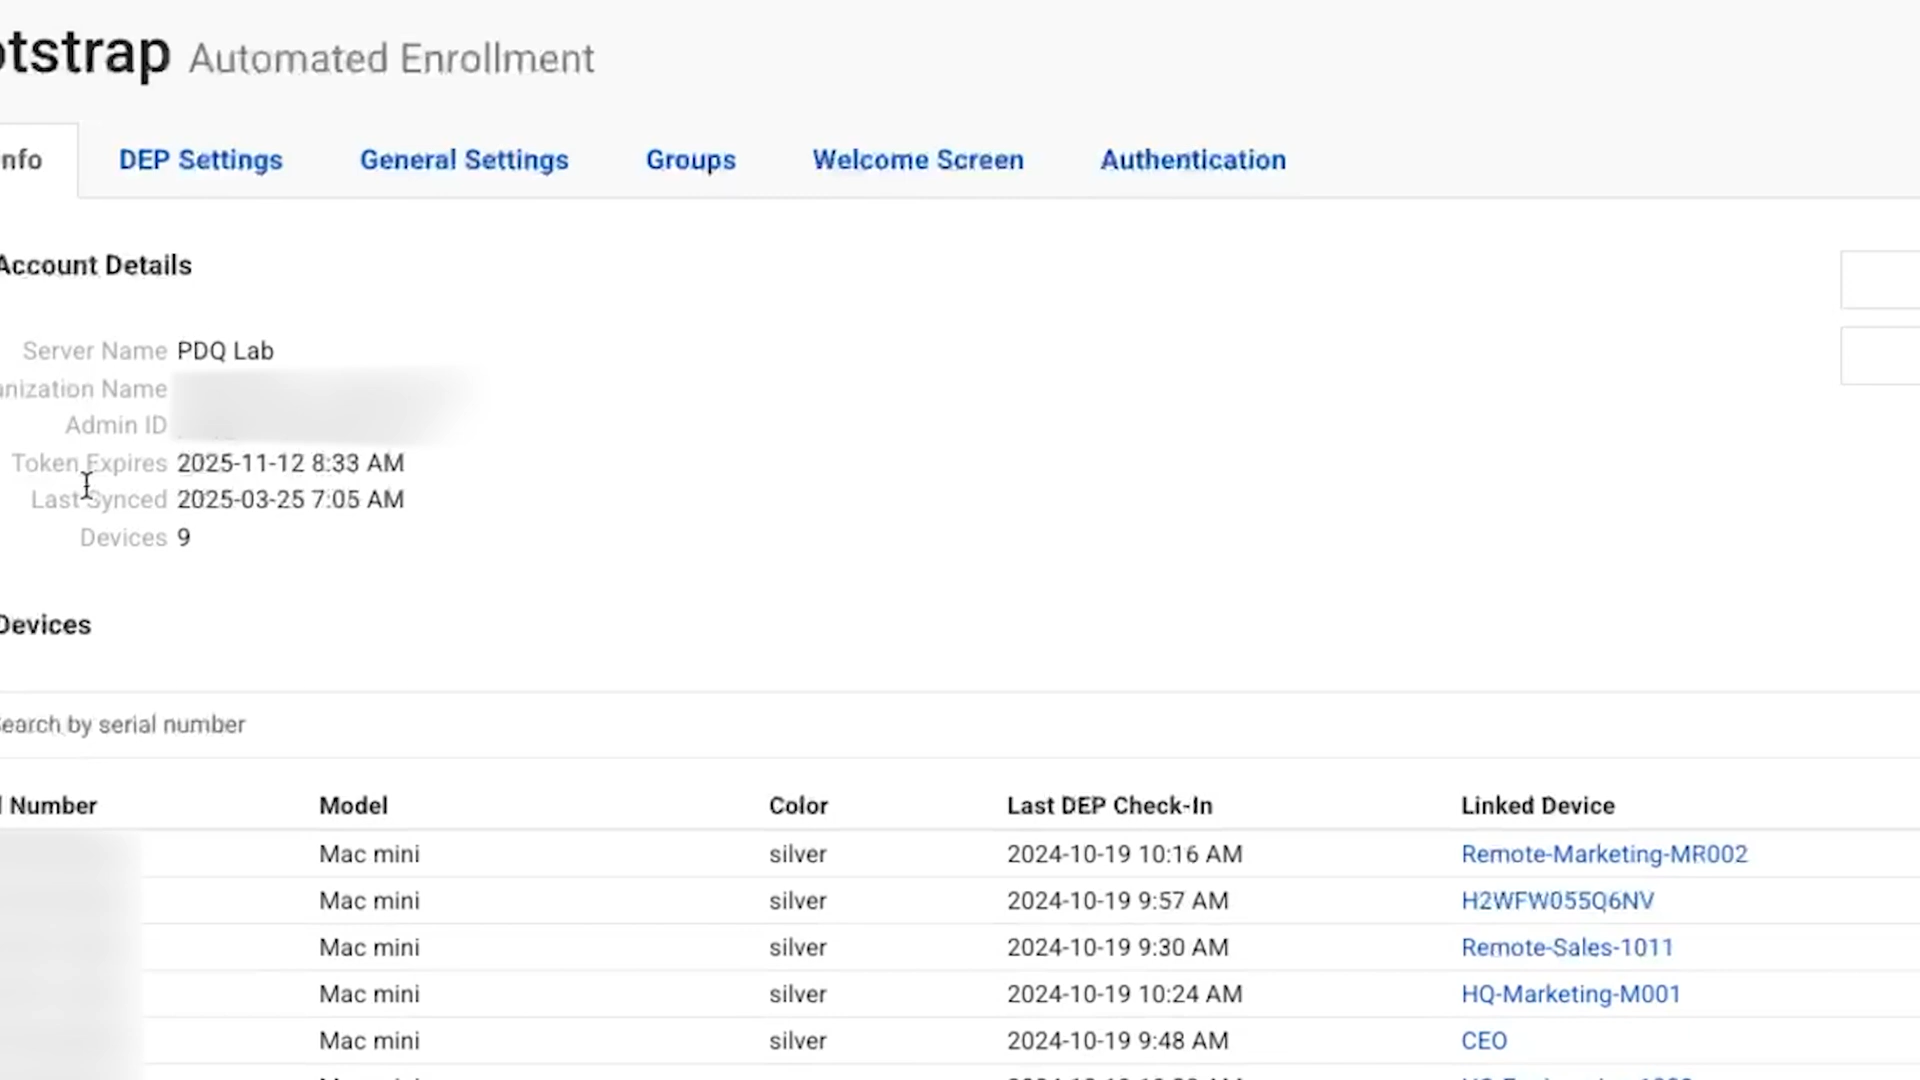 otstrap Automated Enrollment
nfo DEP Settings General Settings Groups Welcome Screen Authentication
Account Details
Server Name PDQ Lab
anization Name
Admin ID
Token Expires 2025-11-12 8:33 AM
Last Synced 2025-03-25 7:05 AM
Devices 9
Devices
Search by serial number
l Number Model Color Last DEP Check-In Linked Device
Mac mini silver 2024-10-19 10:16 AM Remote-Marketing-MR002
Mac mini silver 2024-10-19 9:57 AM H2WFW055Q6NV
Mac mini silver 2024-10-19 9:30 AM Remote-Sales-1011
Mac mini silver 2024-10-19 10:24 AM HQ-Marketing-M001
Mac mini silver 2024-10-19 9:48 AM CEO